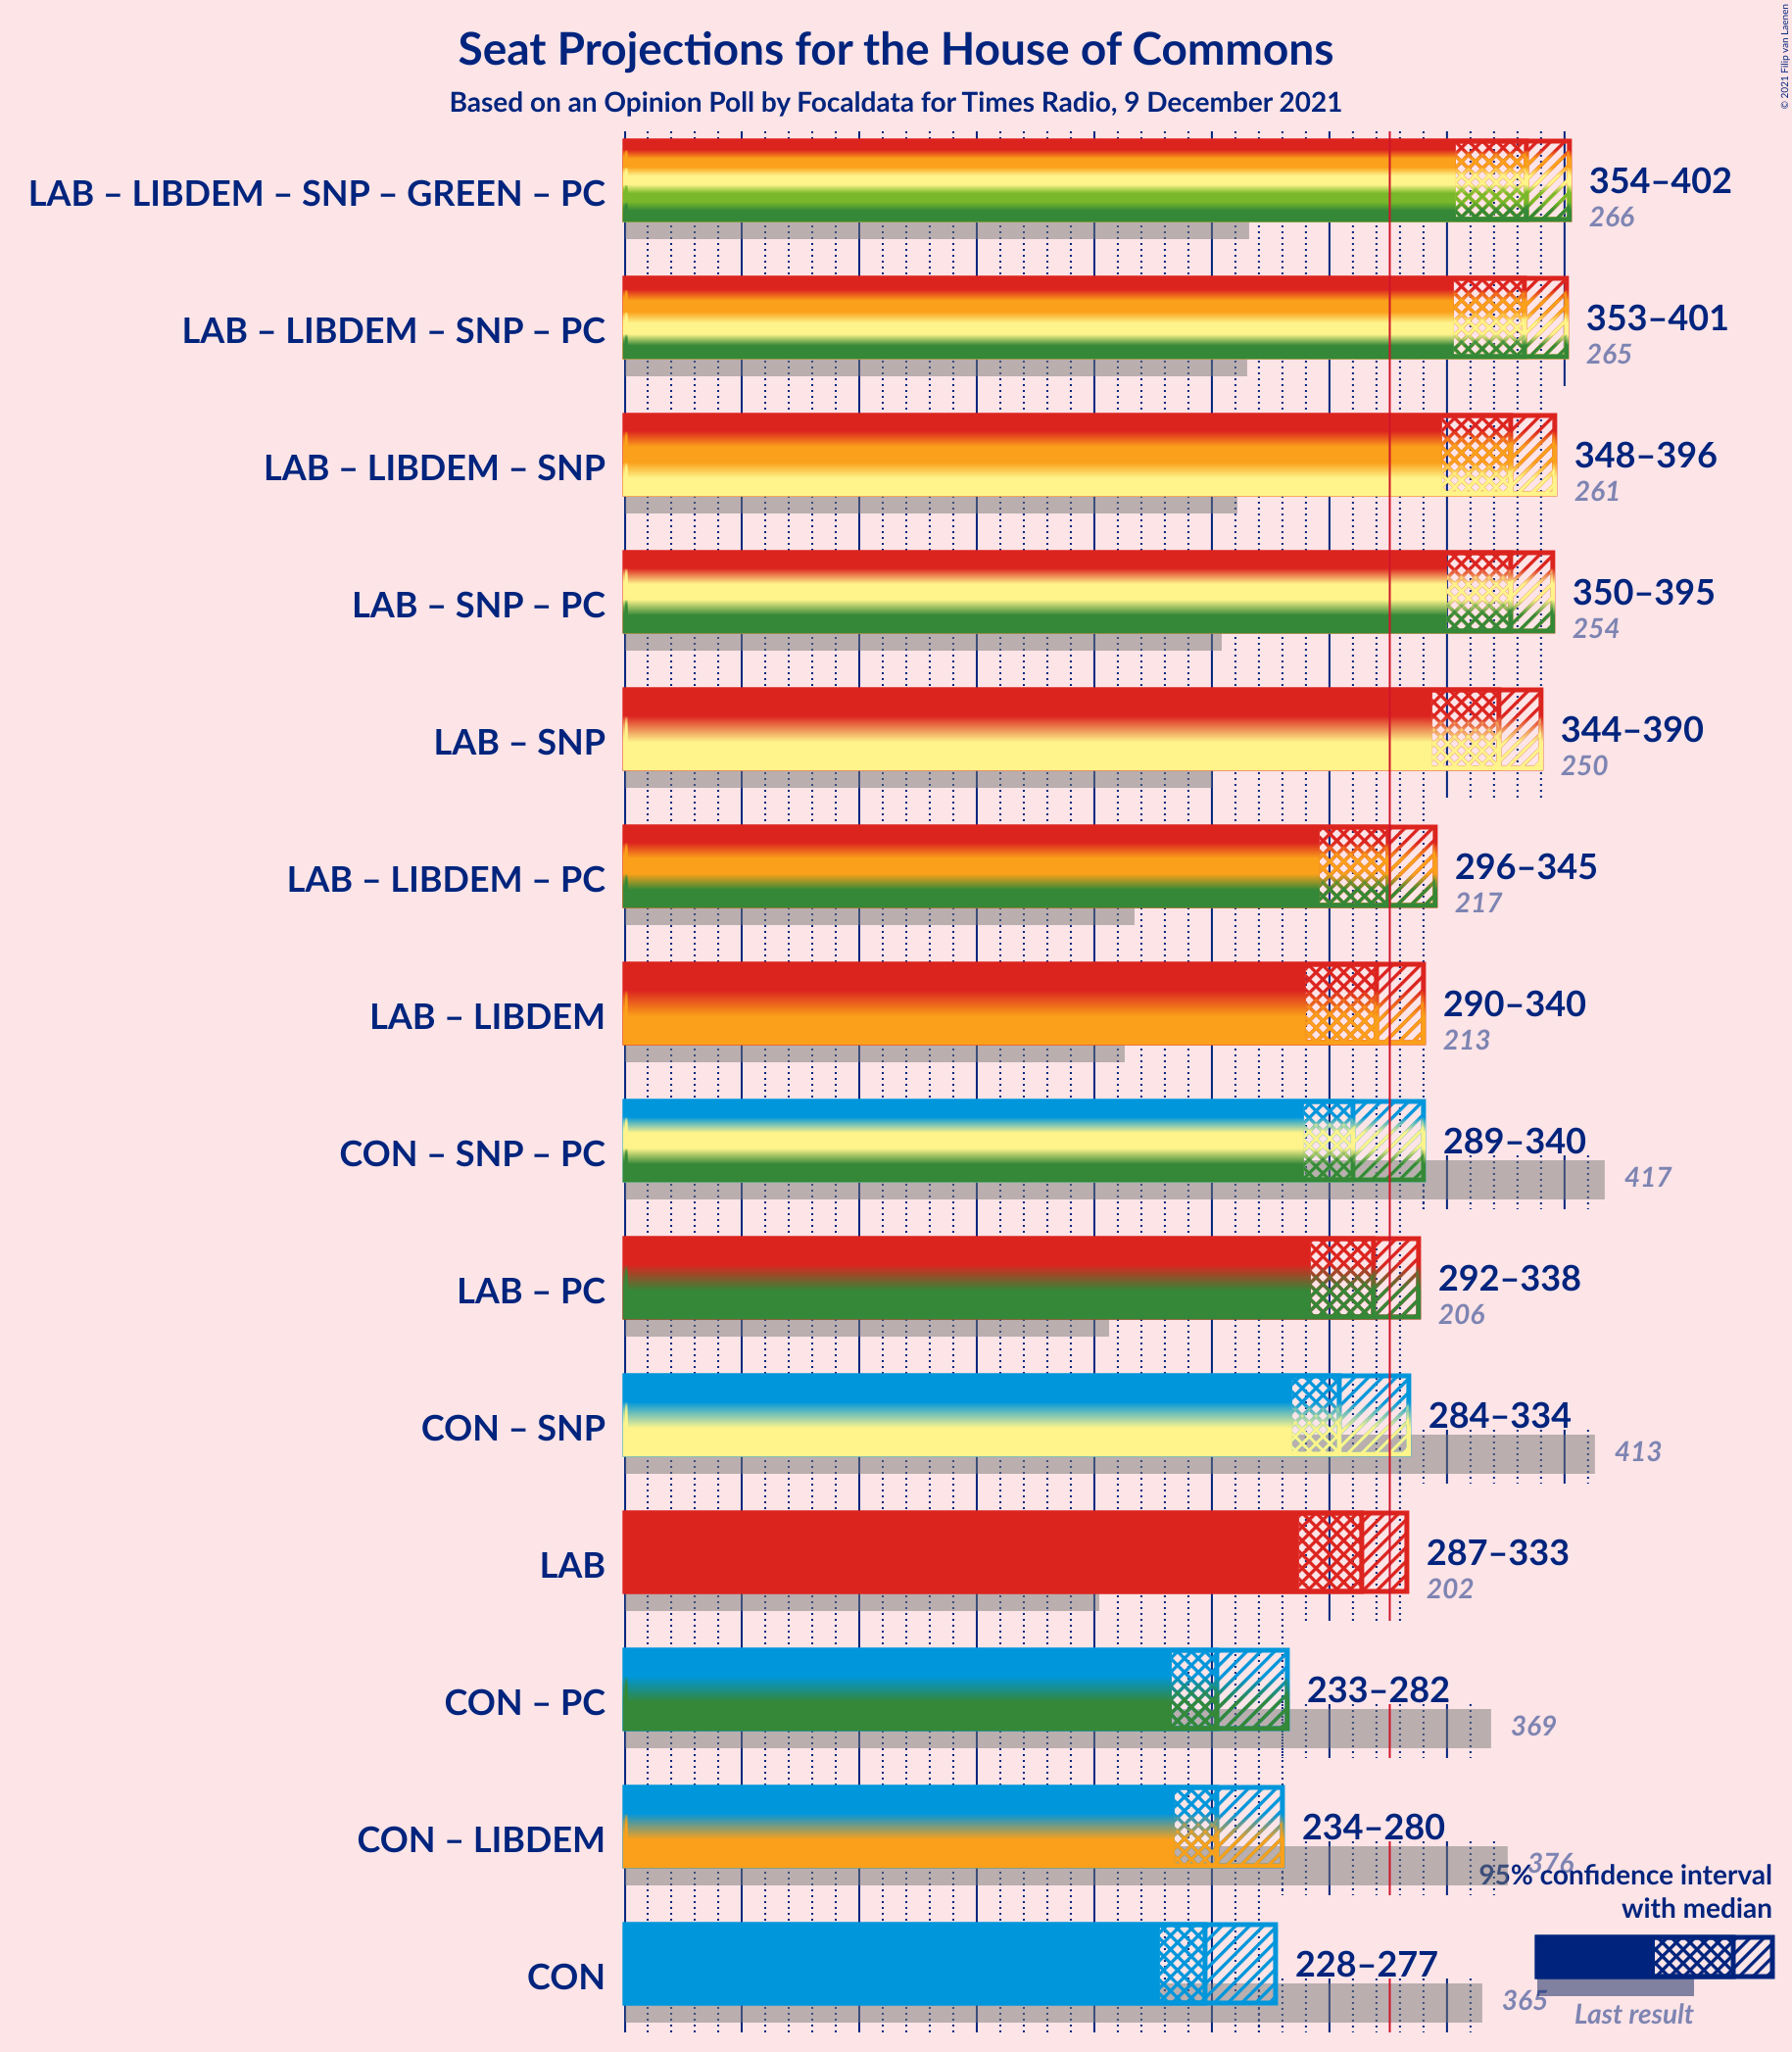 Seat Projections for the House of Commons
Based on an Opinion Poll by Focaldata for Times Radio, 9 December 2021
© 2021 Filip van Laenen
LAB – LIBDEM – SNP – GREEN – PC
354–402
266
LAB – LIBDEM – SNP – PC
353–401
265
LAB – LIBDEM – SNP
348–396
261
LAB – SNP – PC
350–395
254
LAB – SNP
344–390
250
LAB – LIBDEM – PC
296–345
217
LAB – LIBDEM
290–340
213
CON – SNP – PC
289–340
417
LAB – PC
292–338
206
CON – SNP
284–334
413
LAB
287–333
202
CON – PC
233–282
369
CON – LIBDEM
234–280
376
CON
228–277
365
95% confidence interval
with median
Last result